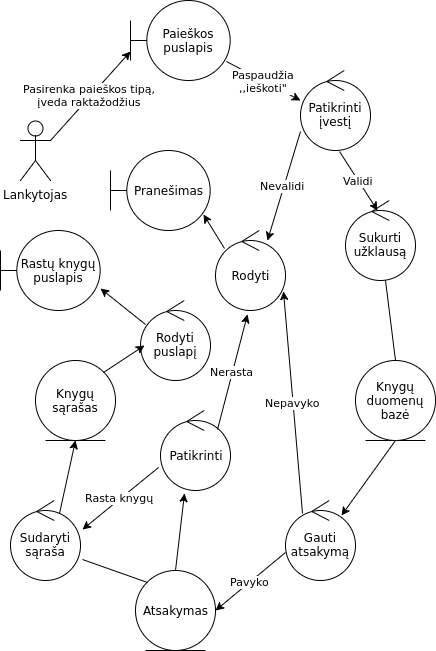 Paieškos
puslapis
Pasirenka paieškos tipą,
įveda raktažodžius
Paspaudžia
,,ieškoti"
Patikrinti
įvestį
Lankytojas
Pranešimas
Nevalidi
Validi
Sukurti
užklausą
Rodyti
Rastų knygų
puslapis
Rodyti
puslapį
Nerasta
Nepavyko
Knygų
sąrašas
Knygų
duomenų
bazė
Patikrinti
Rasta knygų
Sudaryti
sąraša
Gauti
atsakymą
Pavyko
Atsakymas